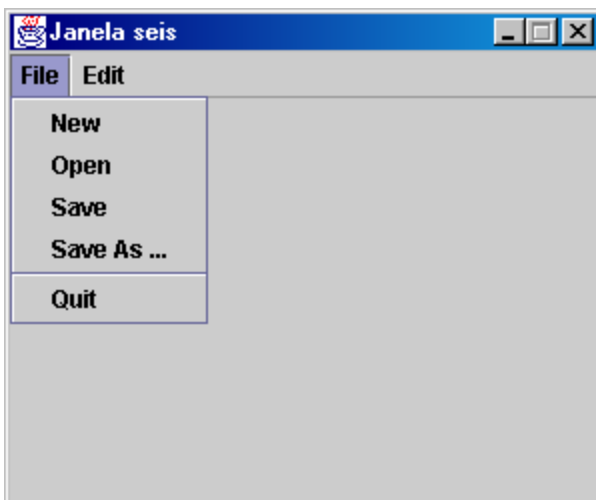 Janela seis
File Edit
New
Open
Save
Save As ...
Quit